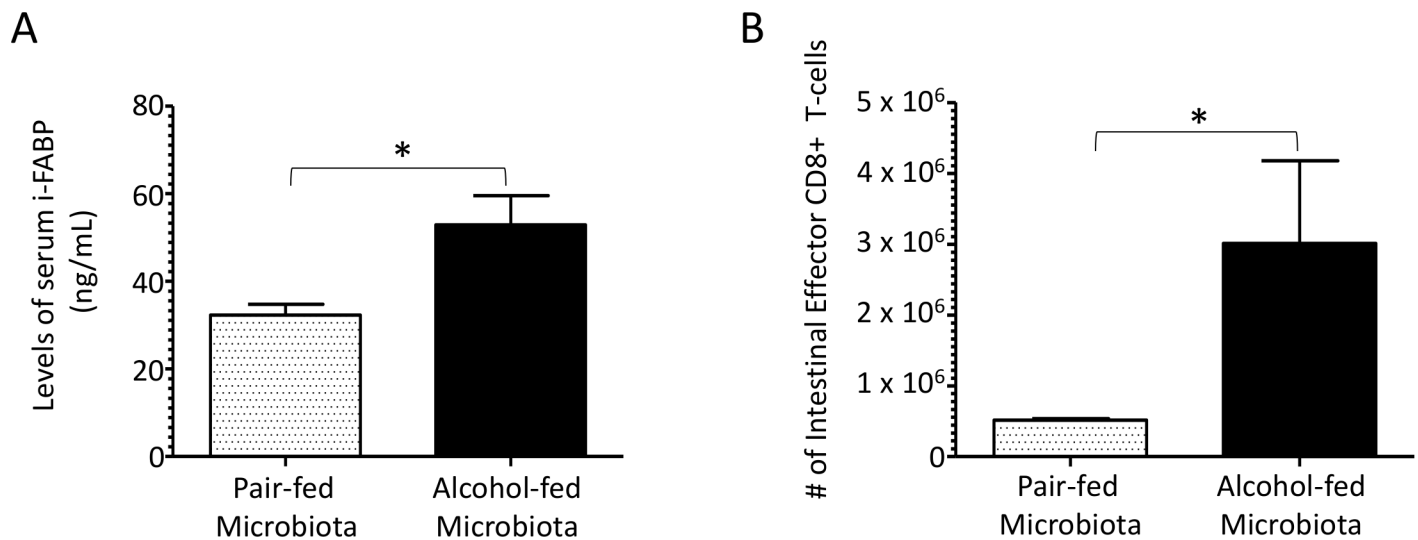 A
Levels of serum i-FABP
(ng/mL)
80
60
40
20
0
*
Pair-fed
Microbiota
Alcohol-fed
Microbiota
B
# of Intestinal Effector CD8+ T-cells
5 x 10⁶
4 x 10⁶
3 x 10⁶
2 x 10⁶
1 x 10⁶
0
*
Pair-fed
Microbiota
Alcohol-fed
Microbiota